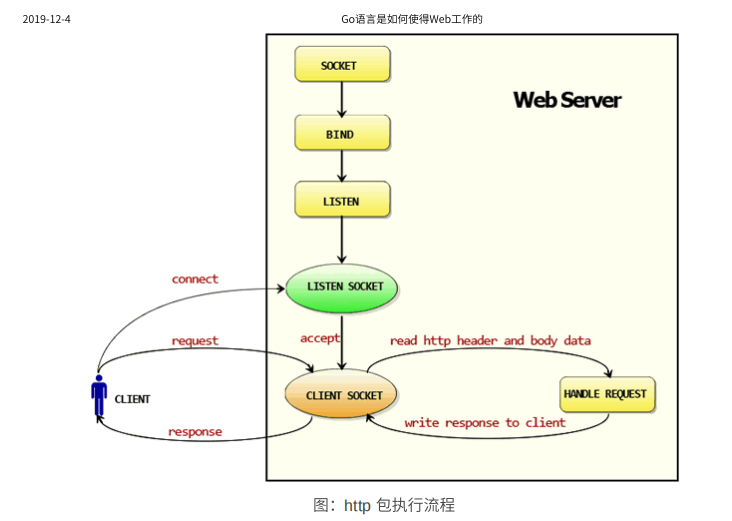 2019-12-4
Go语言是如何使得Web工作的
SOCKET
Web Server
BIND
LISTEN
connect
LISTEN SOCKET
request
accept
read http header and body data
CLIENT
CLIENT SOCKET
HANDLE REQUEST
response
write response to client
图：http 包执行流程